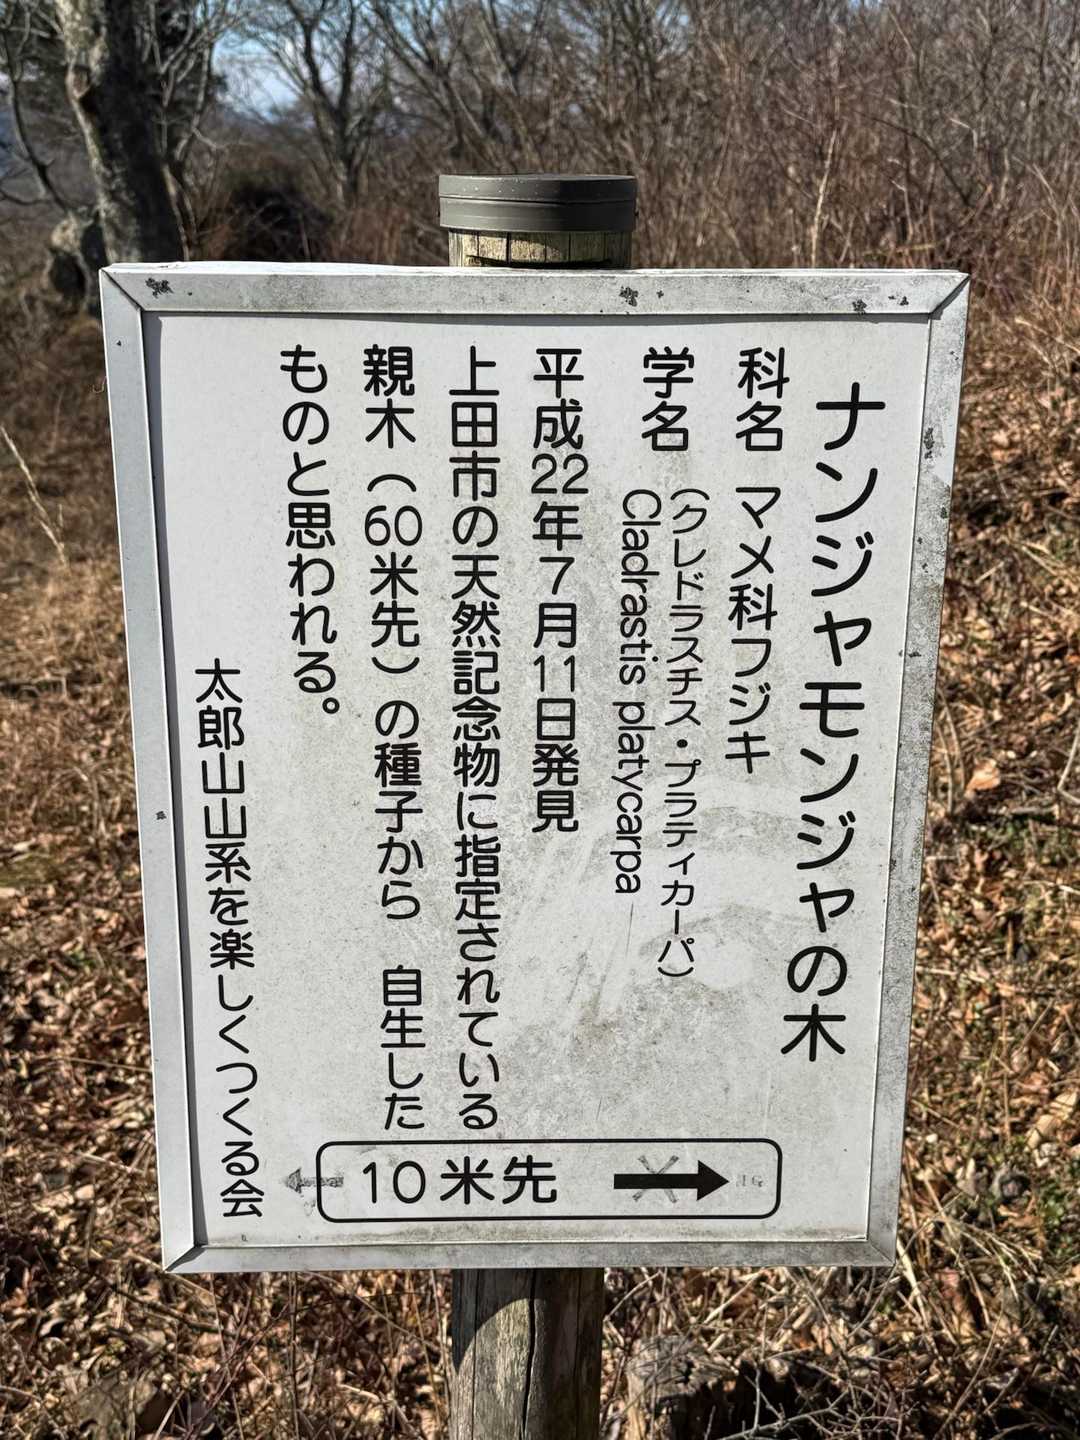 ナンジャモンジャの木
科名 マメ科フジキ
学名 (クレドラスチス・プラティカーパ)
Cladrastis platycarpa
平成22年7月11日発見
上田市の天然記念物に指定されている
親木(60米先)の種子から 自生した
ものと思われる。
太郎山山系を楽しくつくる会
10米先